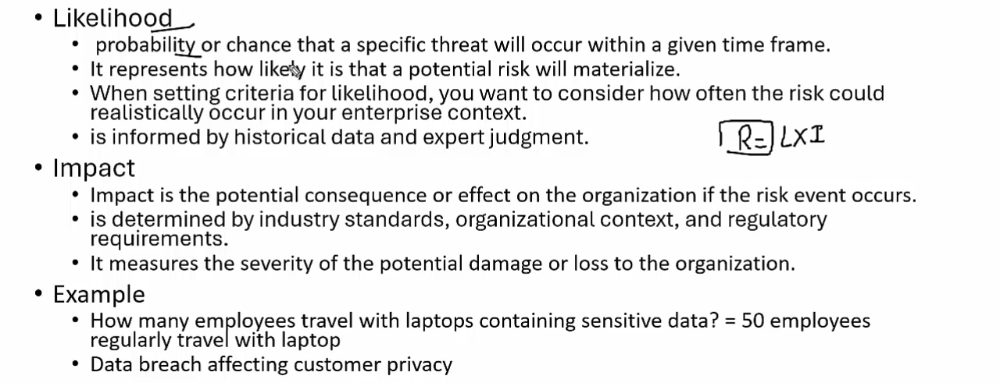 • Likelihood
• probability or chance that a specific threat will occur within a given time frame.
• It represents how likely it is that a potential risk will materialize.
• When setting criteria for likelihood, you want to consider how often the risk could
realistically occur in your enterprise context.
• is informed by historical data and expert judgment.
R= LXI
• Impact
• Impact is the potential consequence or effect on the organization if the risk event occurs.
• is determined by industry standards, organizational context, and regulatory
requirements.
• It measures the severity of the potential damage or loss to the organization.
• Example
• How many employees travel with laptops containing sensitive data? = 50 employees
regularly travel with laptop
• Data breach affecting customer privacy